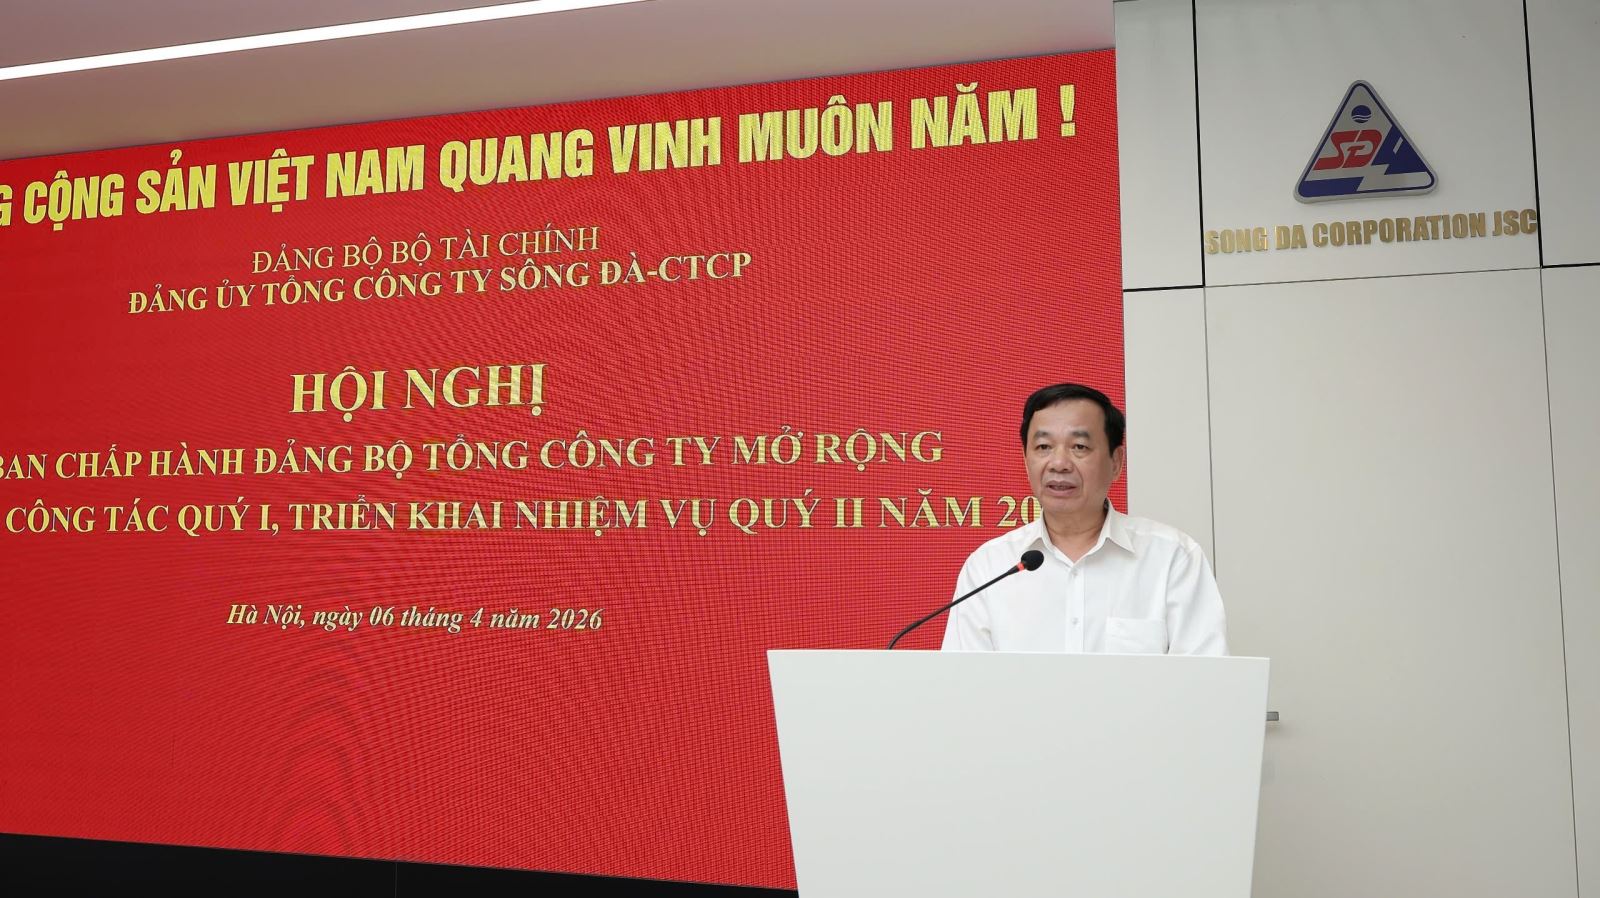 CỘNG SẢN VIỆT NAM QUANG VINH MUÔN NĂM !
ĐẢNG BỘ BỘ TÀI CHÍNH
ĐẢNG ỦY TỔNG CÔNG TY SÔNG ĐÀ-CTCP
HỘI NGHỊ
BAN CHẤP HÀNH ĐẢNG BỘ TỔNG CÔNG TY MỞ RỘNG
CÔNG TÁC QUÝ I, TRIỂN KHAI NHIỆM VỤ QUÝ II NĂM 20
Hà Nội, ngày 06 tháng 4 năm 2026
SDT
SONG DA CORPORATION JSC